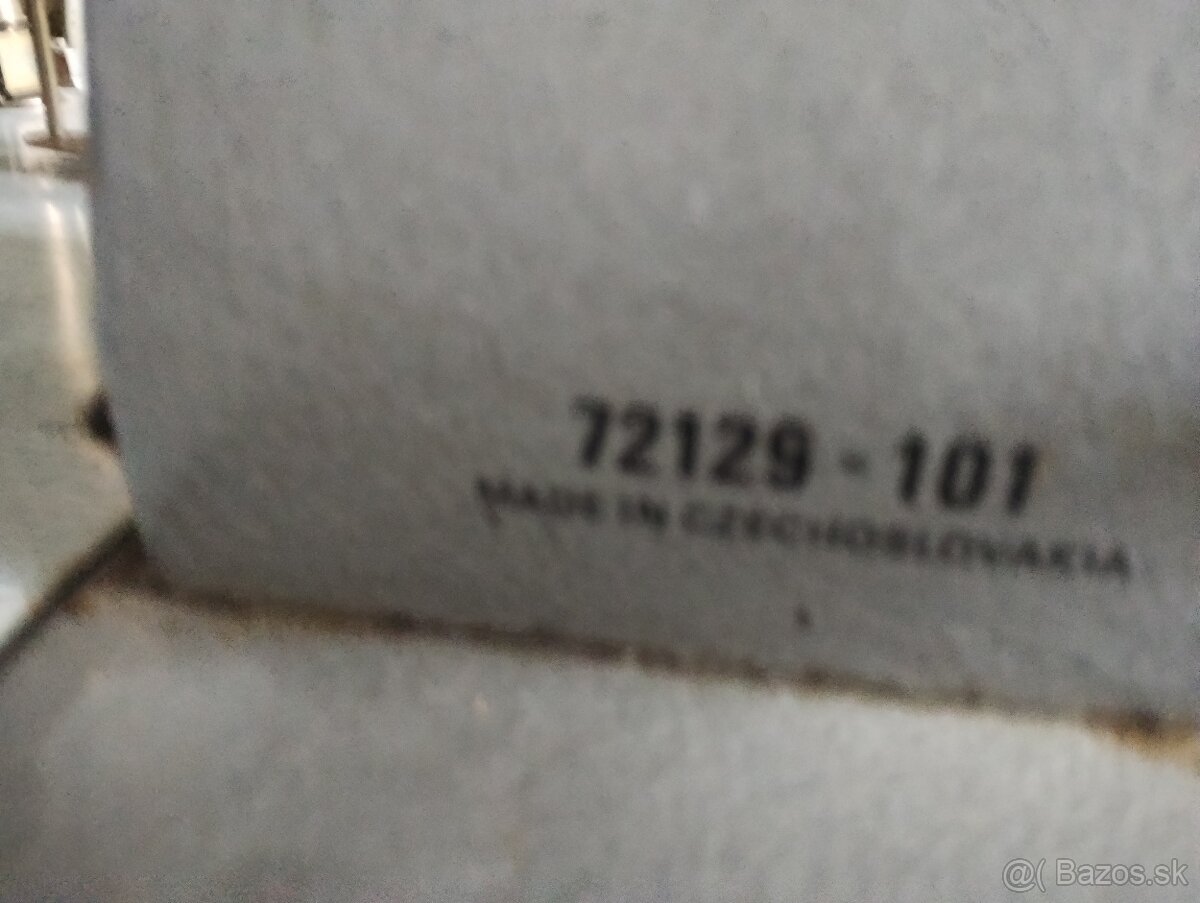 72129 - 101
MADE IN CZECHOSLOVAKIA
@( Bazos.sk